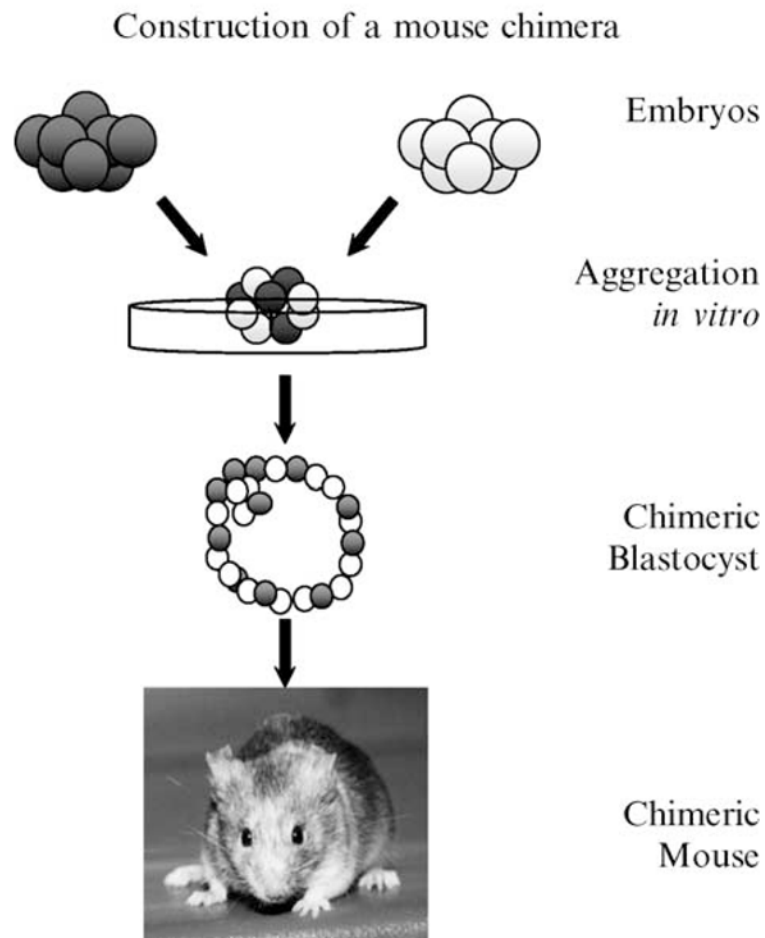 Construction of a mouse chimera
Embryos
Aggregation
in vitro
Chimeric
Blastocyst
Chimeric
Mouse